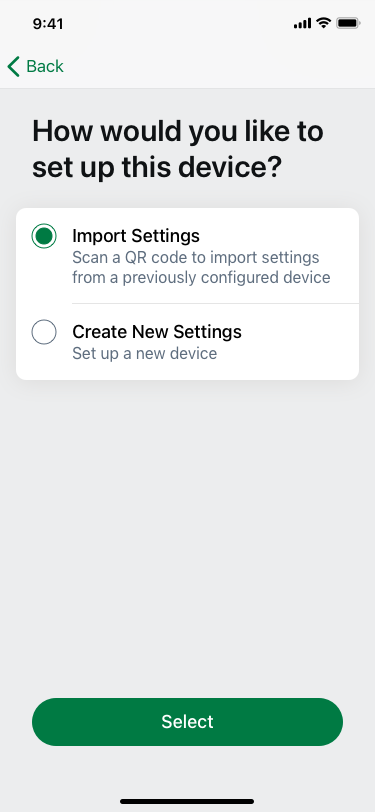 9:41
Back
How would you like to
set up this device?
Import Settings
Scan a QR code to import settings
from a previously configured device
Create New Settings
Set up a new device
Select